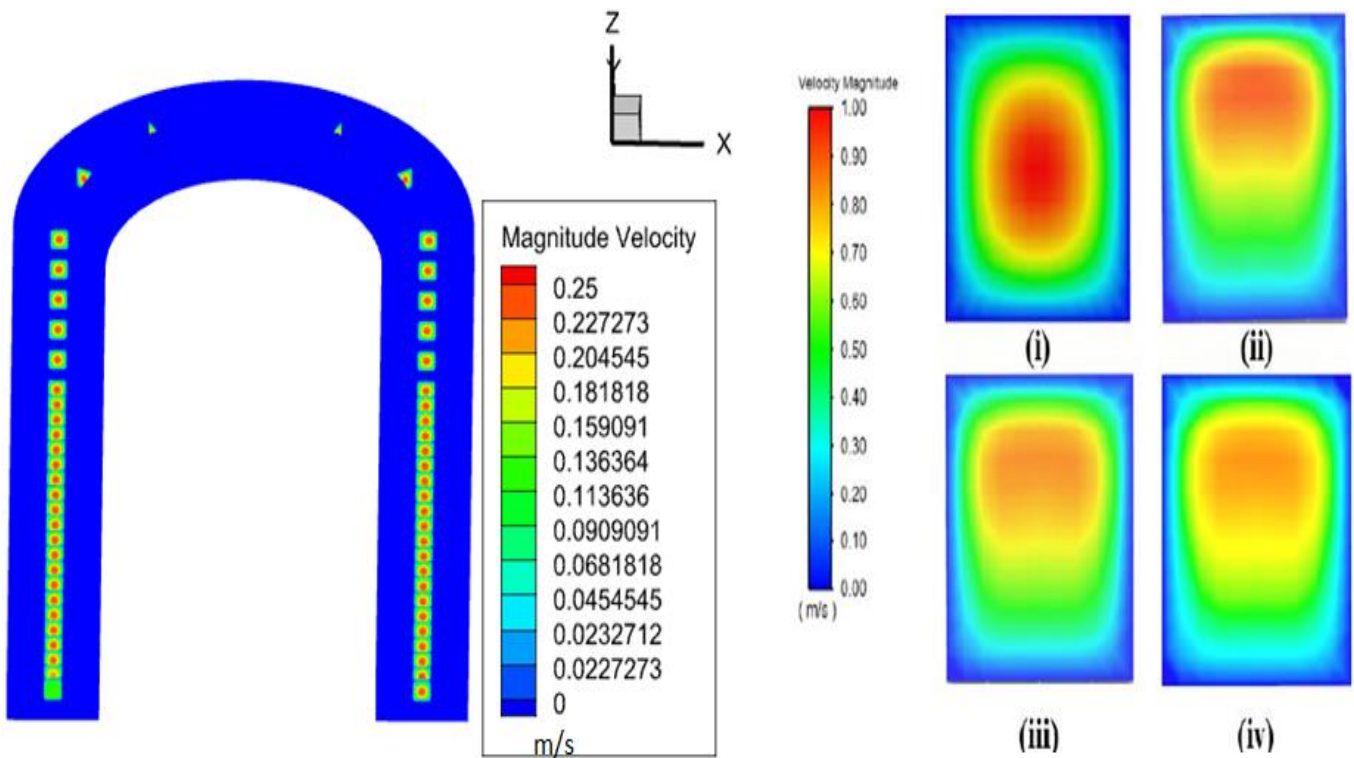 Z
Y
X
Magnitude Velocity
0.25
0.227273
0.204545
0.181818
0.159091
0.136364
0.113636
0.0909091
0.0681818
0.0454545
0.0232712
0.0227273
0
m/s
Velocity Magnitude
1.00
0.90
0.80
0.70
0.60
0.50
0.40
0.30
0.20
0.10
0.00
( m/s )
(i)
(ii)
(iii)
(iv)